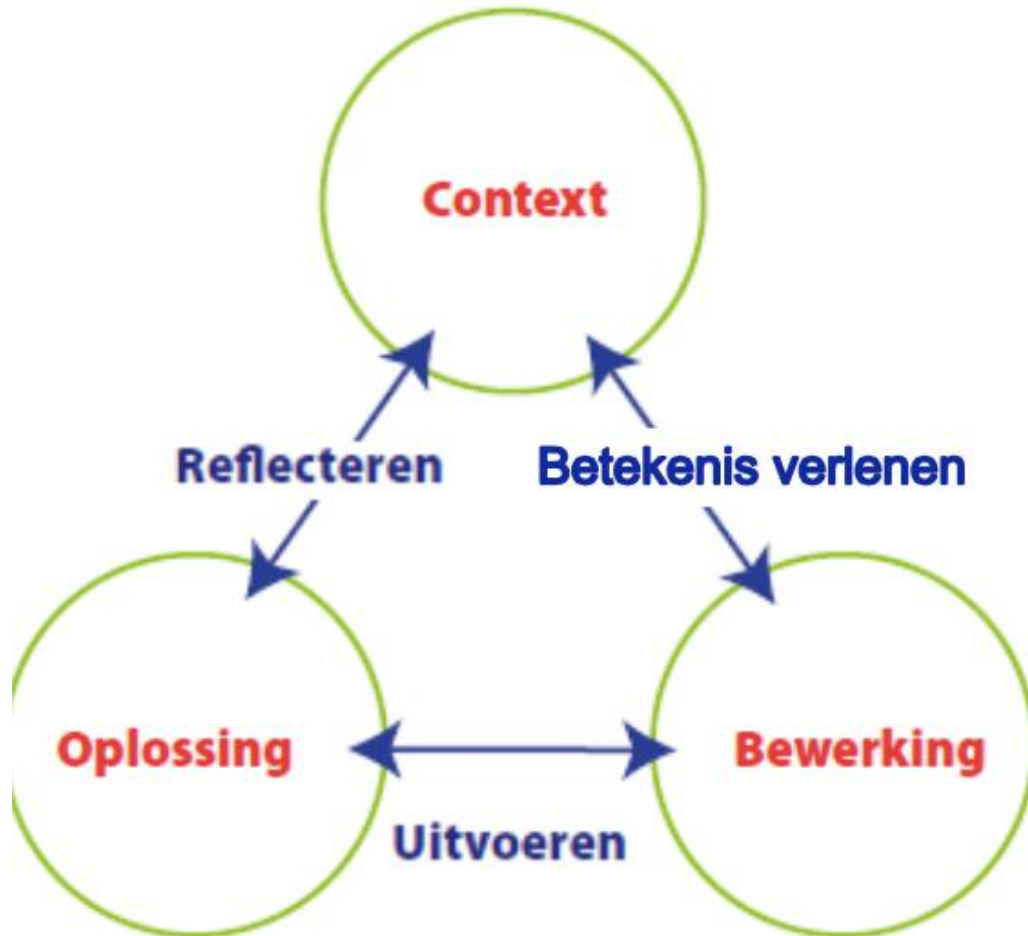 Context
Reflecteren
Betekenis verlenen
Oplossing
Bewerking
Uitvoeren